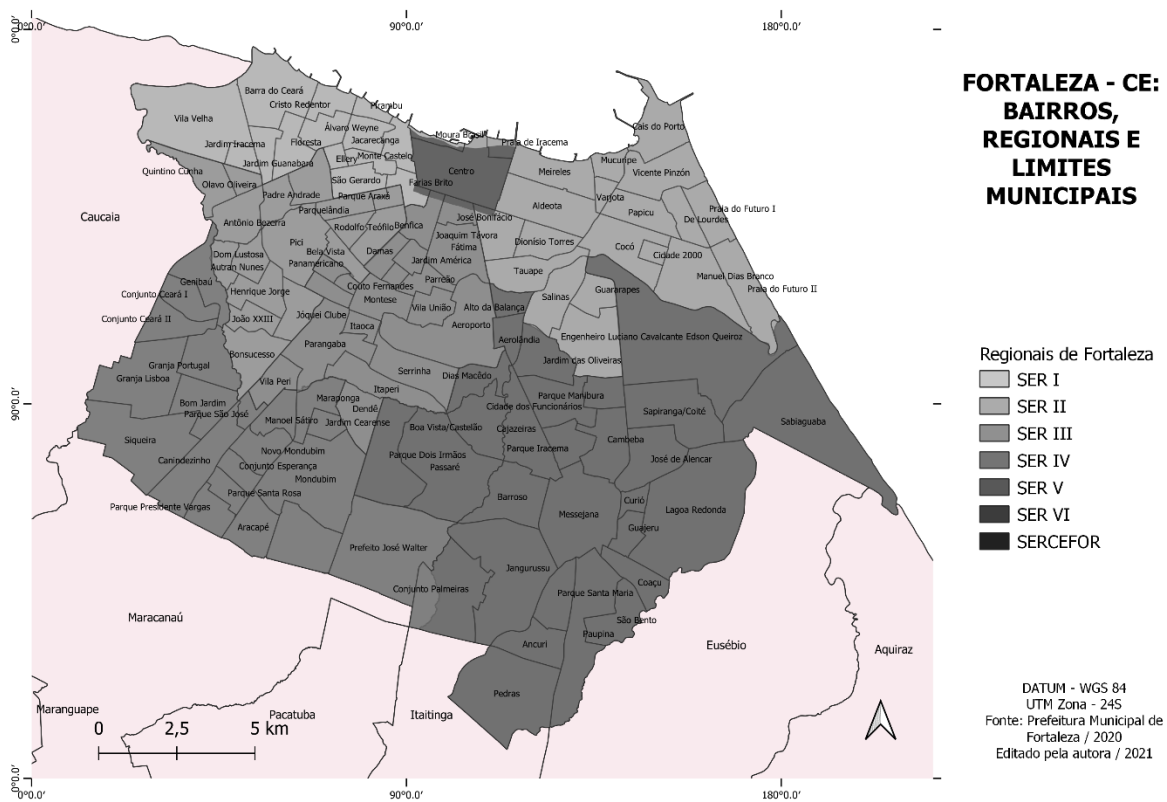 0°0.0'
90°0.0'
180°0.0'
0°0.0'
FORTALEZA - CE:
BAIRROS,
REGIONAIS E
LIMITES
MUNICIPAIS
Barra do Ceará
Cristo Redentor
Pirambu
Vila Velha
Álvaro Weyne
Cais do Porto
Moura Brasil
Jacarecanga
Floresta
Praia de Iracema
Jardim Iracema
Ellery
Monte Castelo
Mucuripe
Jardim Guanabara
Centro
Meireles
Vicente Pinzón
Quintino Cunha
São Gerardo
Farias Brito
Olavo Oliveira
Padre Andrade
Parque Araxá
Varjota
Aldeota
Praia do Futuro I
Parquelândia
Papicu
Caucaia
José Bonifácio
De Lourdes
Antônio Bezerra
Rodolfo Teófilo
Benfica
Joaquim Távora
Pici
Dionísio Torres
Fátima
Cocó
Bela Vista
Damas
Dom Lustosa
Cidade 2000
Jardim América
Panamericano
Autran Nunes
Tauape
Manuel Dias Branco
Genibaú
Parreão
Couto Fernandes
Guararapes
Praia do Futuro II
Henrique Jorge
Conjunto Ceará I
Salinas
Montese
Vila União
Alto da Balança
Jóquei Clube
Conjunto Ceará II
João XXIII
Itaoca
Aeroporto
Engenheiro Luciano Cavalcante
Edson Queiroz
Aerolândia
Parangaba
Bonsucesso
Jardim das Oliveiras
Granja Portugal
Serrinha
Dias Macêdo
Granja Lisboa
Vila Peri
Itaperi
Parque Manibura
Maraponga
Bom Jardim
Cidade dos Funcionários
Dendê
Parque São José
Sapiranga/Coité
Manoel Sátiro
Jardim Cearense
Sabiaguaba
Boa Vista/Castelão
Cajazeiras
Siqueira
Cambeba
Novo Mondubim
Parque Iracema
Parque Dois Irmãos
Canindezinho
José de Alencar
Conjunto Esperança
Passaré
Mondubim
Parque Santa Rosa
Barroso
Curió
Parque Presidente Vargas
Messejana
Lagoa Redonda
Aracapé
Guajeru
Prefeito José Walter
Jangurussu
Conjunto Palmeiras
Coaçu
Parque Santa Maria
Maracanaú
São Bento
Paupina
Ancuri
Eusébio
Aquiraz
Pedras
Maranguape
Pacatuba
Itaitinga
0 2,5 5 km
90°0.0'
Regionais de Fortaleza
SER I
SER II
SER III
SER IV
SER V
SER VI
SERCEFOR
DATUM - WGS 84
UTM Zona - 24S
Fonte: Prefeitura Municipal de
Fortaleza / 2020
Editado pela autora / 2021
0°0.0'
0°0.0'
90°0.0'
180°0.0'